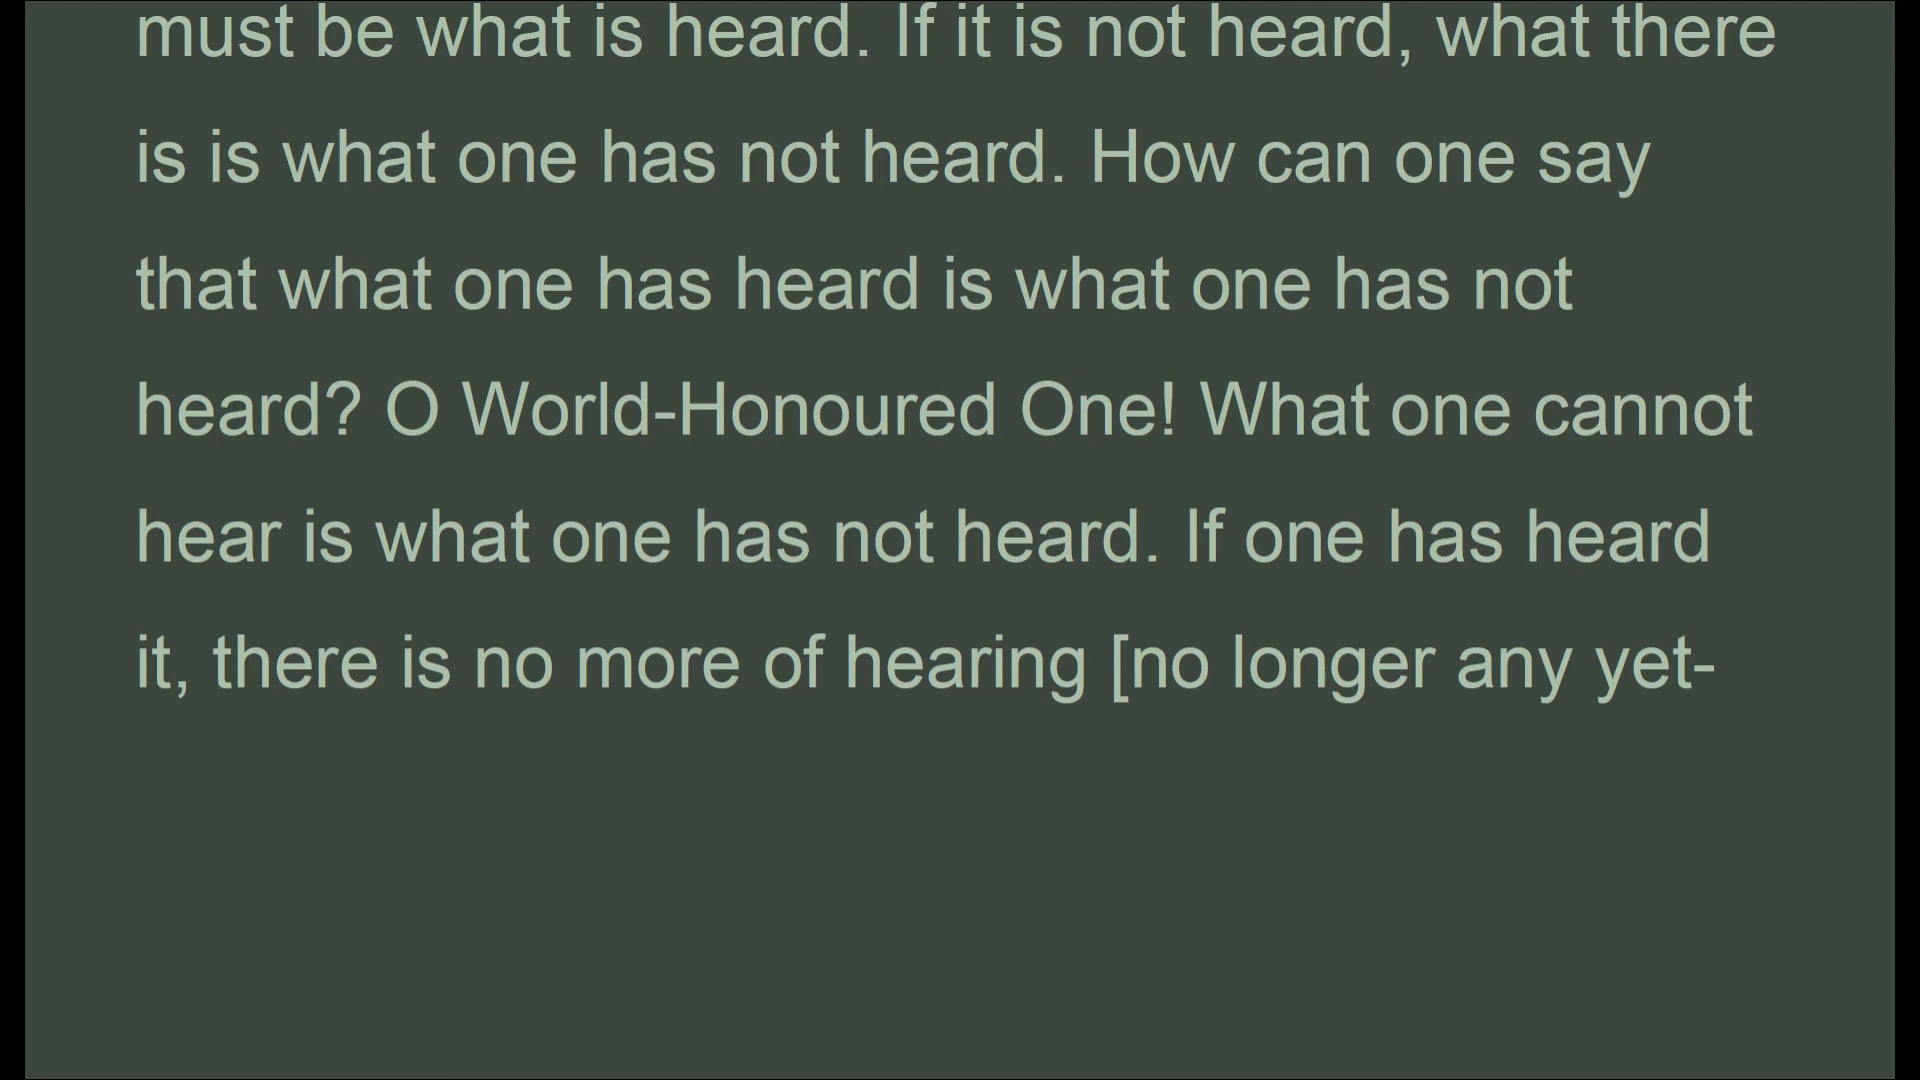 must be what is heard. If it is not heard, what there
is is what one has not heard. How can one say
that what one has heard is what one has not
heard? O World-Honoured One! What one cannot
hear is what one has not heard. If one has heard
it, there is no more of hearing [no longer any yet-